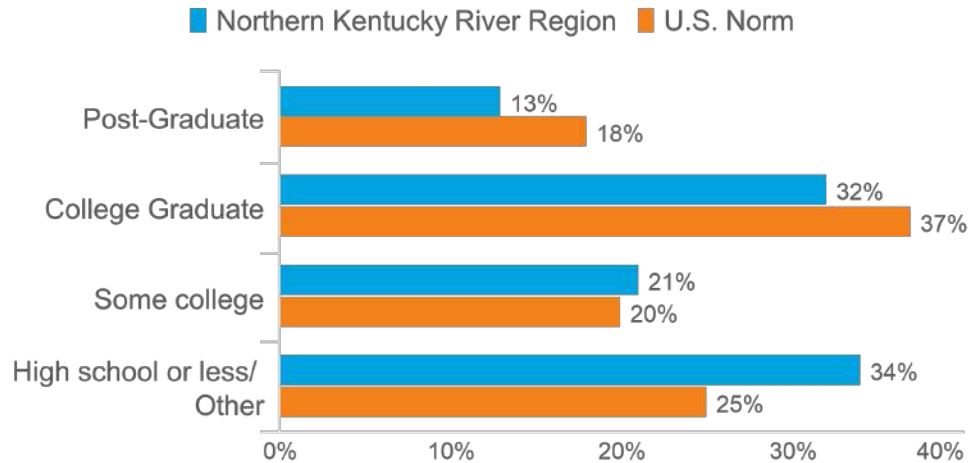 Northern Kentucky River Region U.S. Norm
Post-Graduate
13%
18%
College Graduate
32%
37%
Some college
21%
20%
High school or less/
Other
34%
25%
0% 10% 20% 30% 40%